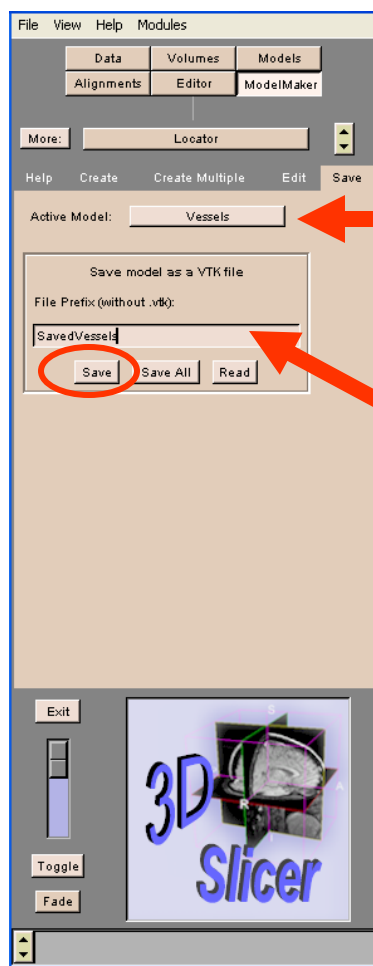 File View Help Modules
Data Volumes Models
Alignments Editor ModelMaker
More: Locator
Help Create Create Multiple Edit Save
Active Model: Vessels
Save model as a VTK file
File Prefix (without .vtk):
SavedVessels
Save Save All Read
Exit
S
A
R
I
3D
Slicer
Toggle
Fade